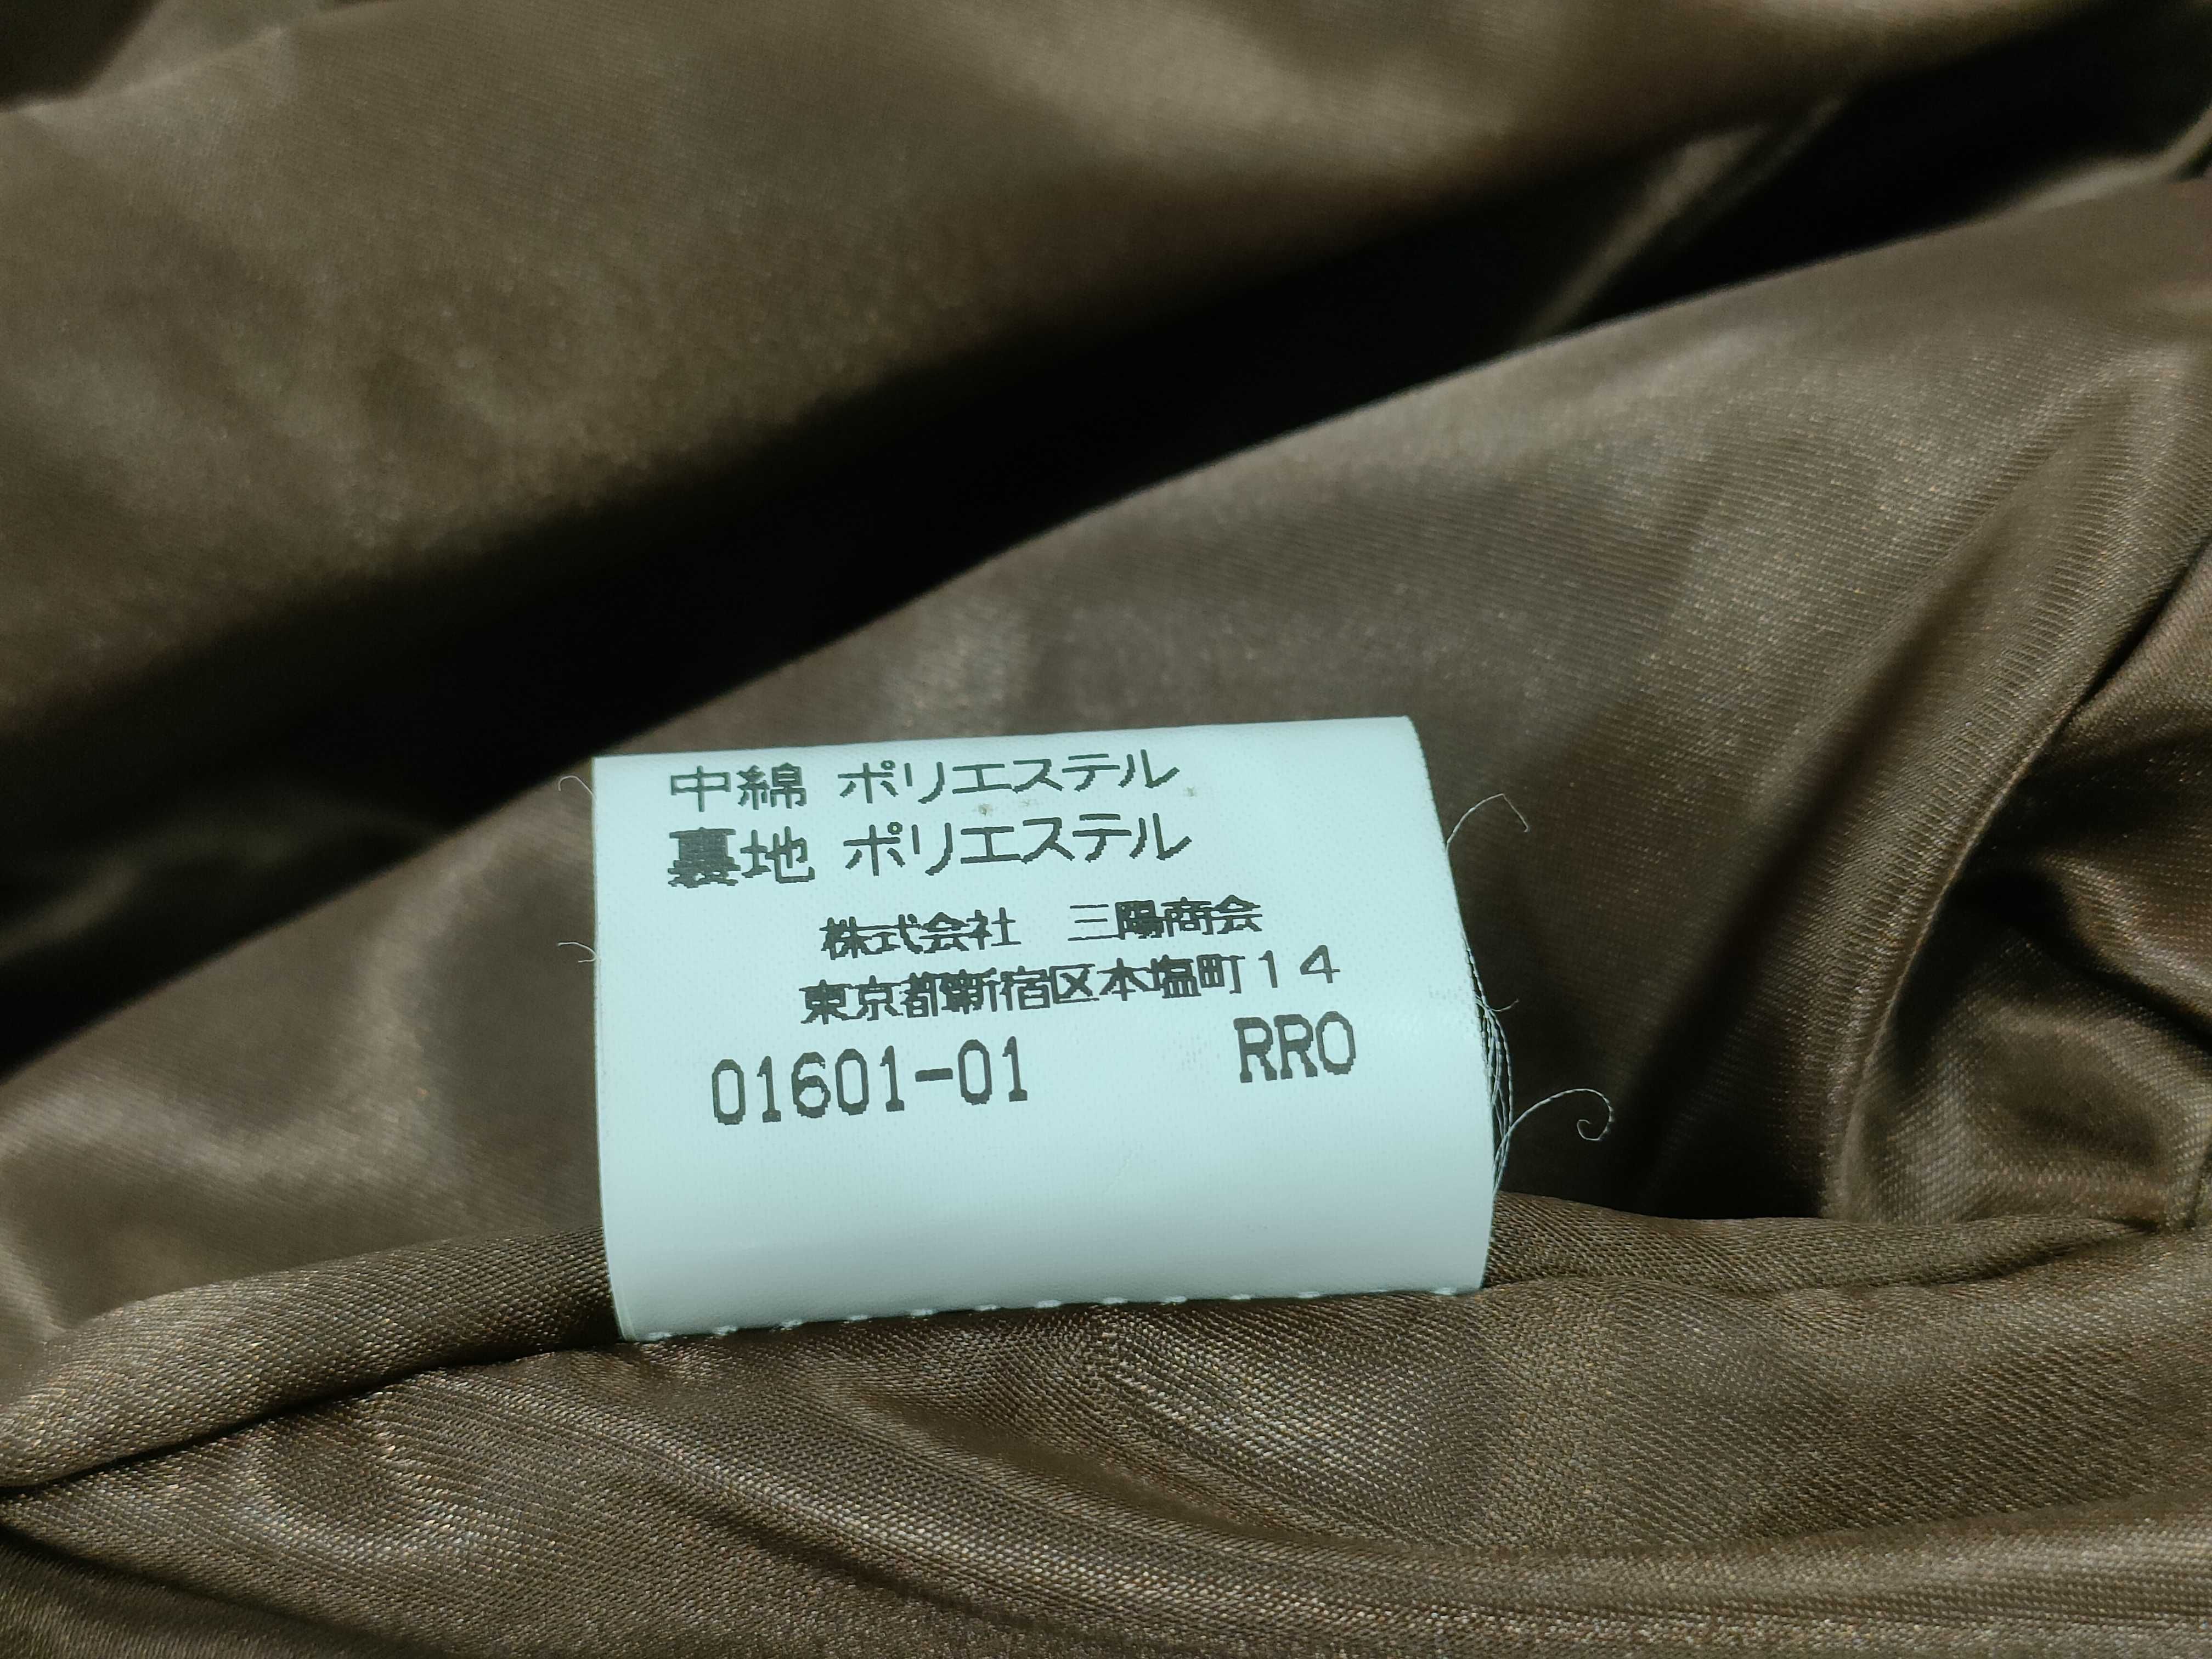 中綿 ポリエステル
裏地 ポリエステル
株式会社 三陽商会
東京都新宿区本塩町14
01601-01 RRO